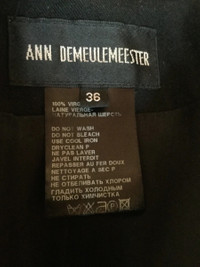 ANN DEMEULEMEESTER
36
100% VIRG
LAINE VIERGE
НАТУРАЛЬНАЯ ШЕРСТЬ
DO NOT WASH
DO NOT BLEACH
USE COOL IRON
DRYCLEAN P
NE PAS LAVER
JAVEL INTERDIT
REPASSER AU FER DOUX
NETTOYAGE A SEC P
НЕ СТИРАТЬ
НЕ ОТБЕЛИВАТЬ ХЛОРОМ
ГЛАДИТЬ ХОЛОДНЫМ
ТОЛЬКО ХИМЧИСТКА